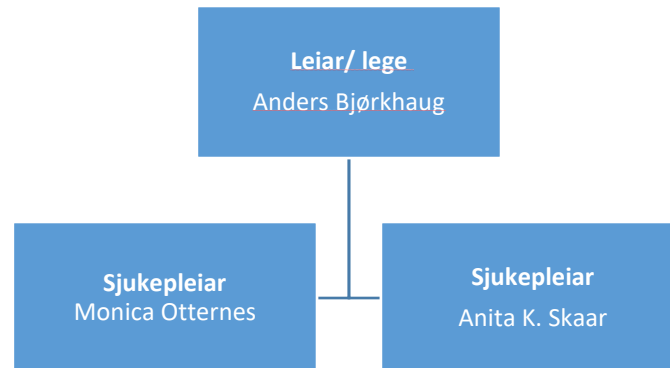 Leiar/ lege
Anders Bjørkhaug
Sjukepleiar
Monica Otternes
Sjukepleiar
Anita K. Skaar